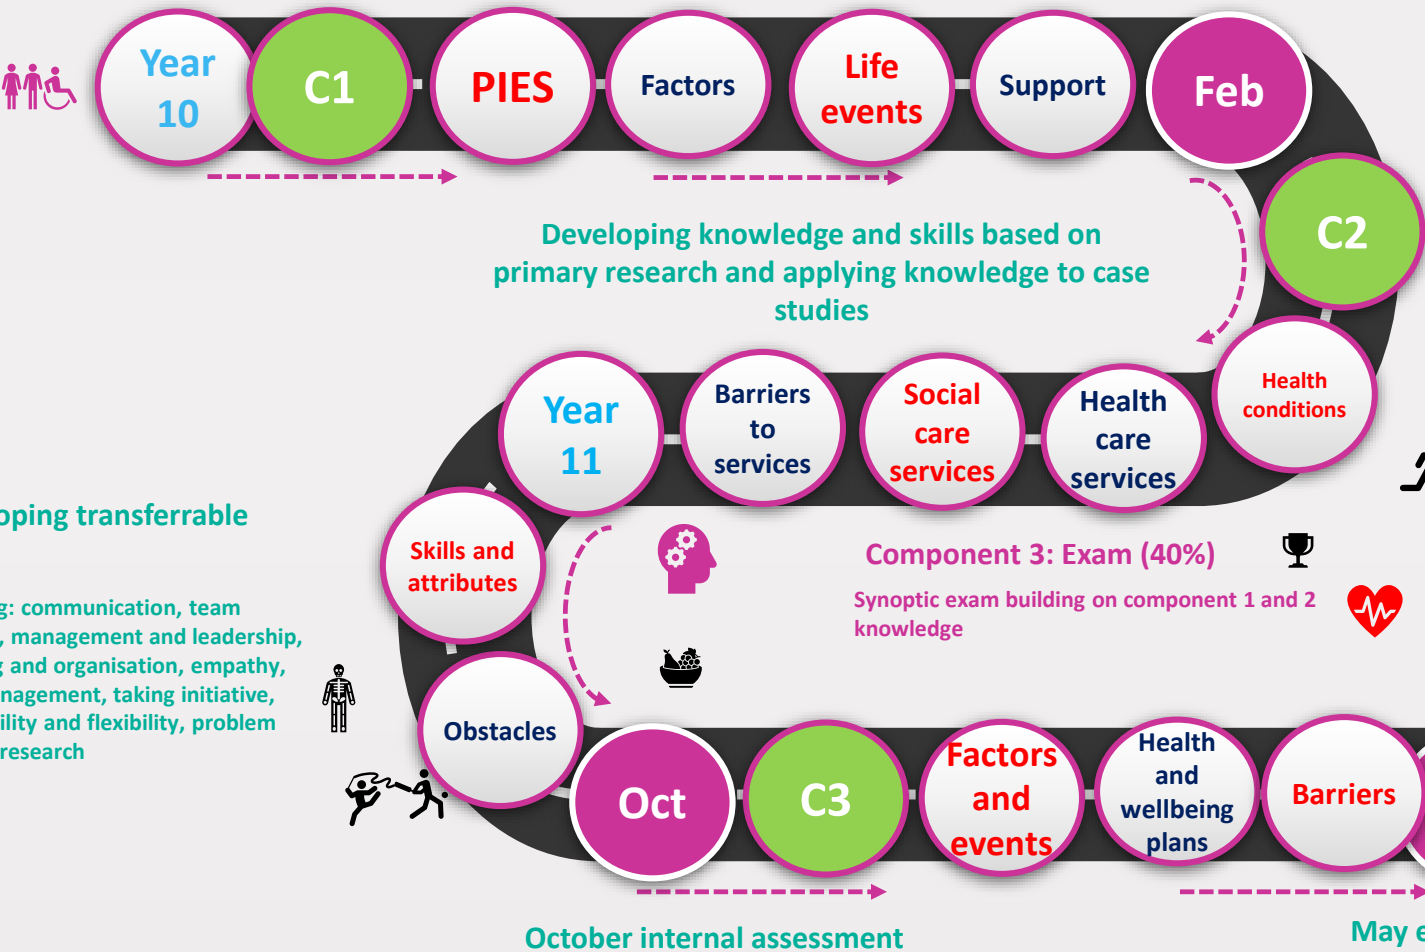 Year
10
C1
PIES
Factors
Life
events
Support
Feb
C2
Developing knowledge and skills based on
primary research and applying knowledge to case
studies
Health
conditions
Health
care
services
Social
care
services
Barriers
to
services
Year
11
Skills and
attributes
Obstacles
oping transferrable
g: communication, team
, management and leadership,
g and organisation, empathy,
nagement, taking initiative,
ility and flexibility, problem
research
Component 3: Exam (40%)
Synoptic exam building on component 1 and 2
knowledge
Oct
C3
Factors
and
events
Health
and
wellbeing
plans
Barriers
October internal assessment
May e